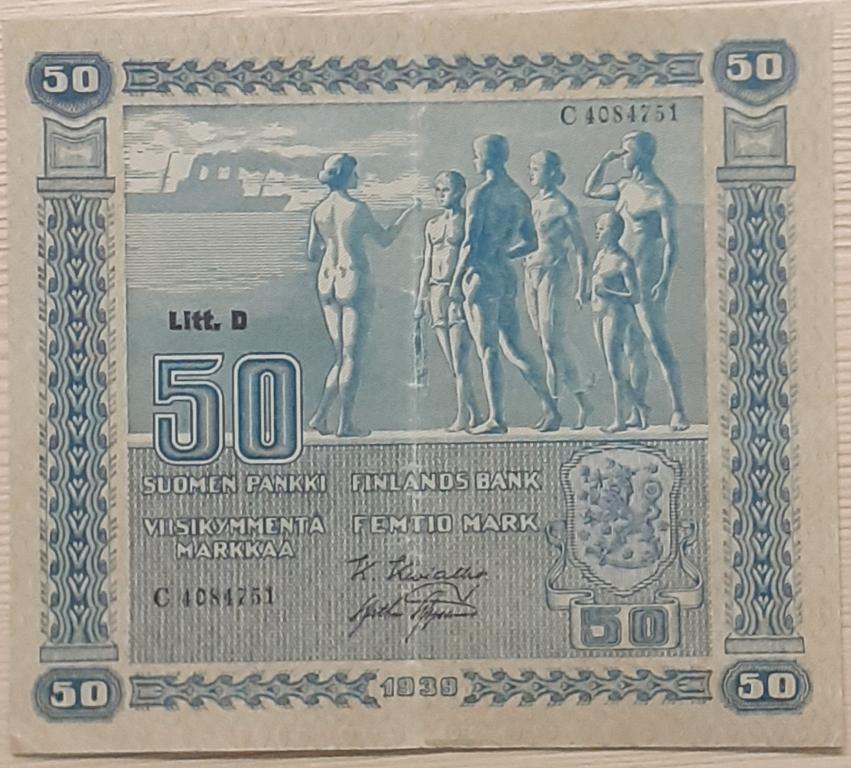 50
50
C 4084751
Litt. D
50
SUOMEN PANKKI
FINLANDS BANK
VIISIKYMMENTÄ
MARKKAA
FEMTIO MARK
C 4084751
50
50
1939
50